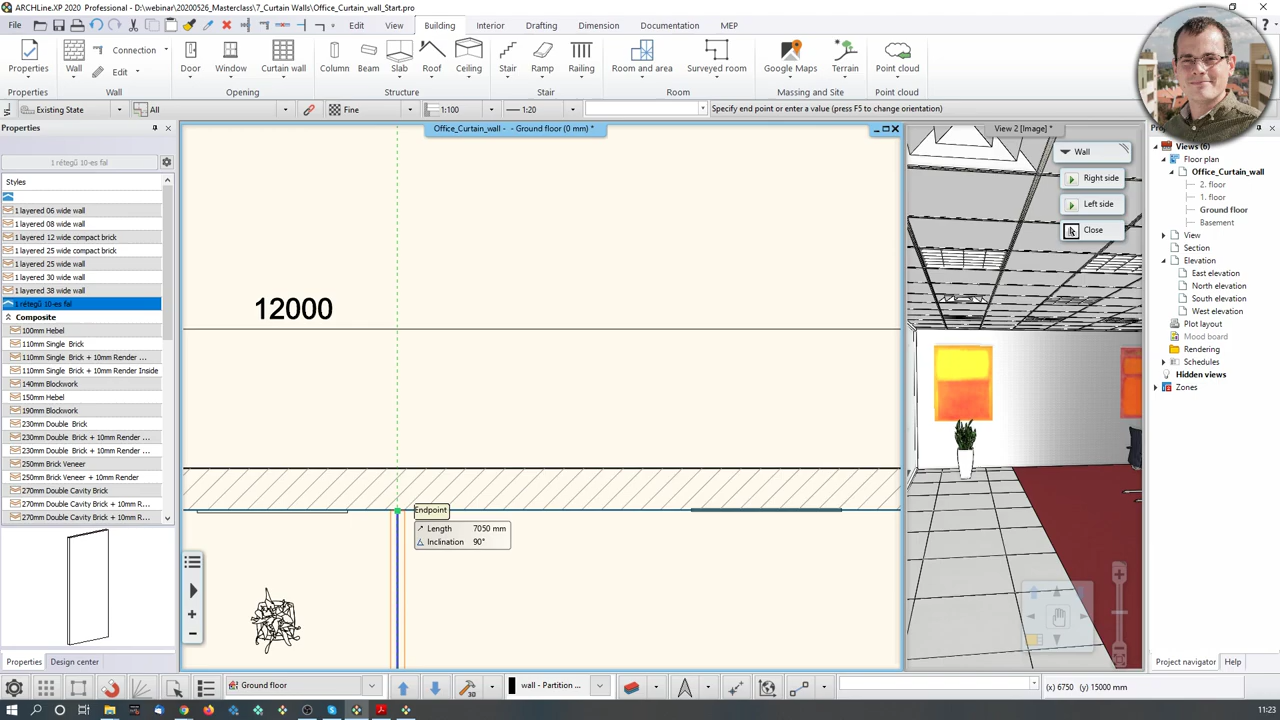 ARCHLine.XP 2020 Professional - D:\webinar\20200526_Masterclass\7_Curtain Walls\Office_Curtain_wall_Start.pro
File Edit View Building Interior Drafting Dimension Documentation MEP
Properties Wall Connection Edit Door Window Curtain wall Column Beam Slab Roof Ceiling Stair Ramp Railing Room and area Surveyed room Google Maps Terrain Point cloud
Properties Wall Opening Structure Room Massing and Site Point cloud
Existing State All Fine 1:100 1:20 Specify end point or enter a value (press F5 to change orientation)
Properties
1 rétegű 10-es fal
Styles
1 layered 06 wide wall
1 layered 08 wide wall
1 layered 12 wide compact brick
1 layered 25 wide compact brick
1 layered 25 wide wall
1 layered 30 wide wall
1 layered 38 wide wall
1 rétegű 10-es fal
Composite
100mm Hebel
110mm Single Brick
110mm Single Brick + 10mm Render ...
110mm Single Brick + 10mm Render Inside
140mm Blockwork
150mm Hebel
190mm Blockwork
230mm Double Brick
230mm Double Brick + 10mm Render ...
230mm Double Brick + 10mm Render ...
250mm Brick Veneer
250mm Brick Veneer + 10mm Render
270mm Double Cavity Brick
270mm Double Cavity Brick + 10mm R...
270mm Double Cavity Brick + 10mm R...
Properties Design center
Office_Curtain_wall - - Ground floor (0 mm) *
12000
Endpoint
Length 7050 mm
Inclination 90°
View 2 [Image] *
Wall
Right side
Left side
Close
Views (6)
Floor plan
Office_Curtain_wall
2. floor
1. floor
Ground floor
Basement
View
Section
Elevation
East elevation
North elevation
South elevation
West elevation
Plot layout
Mood board
Rendering
Schedules
Hidden views
Zones
Project navigator Help
Ground floor wall - Partition ... (x) 6750 (y) 15000 mm
11:23